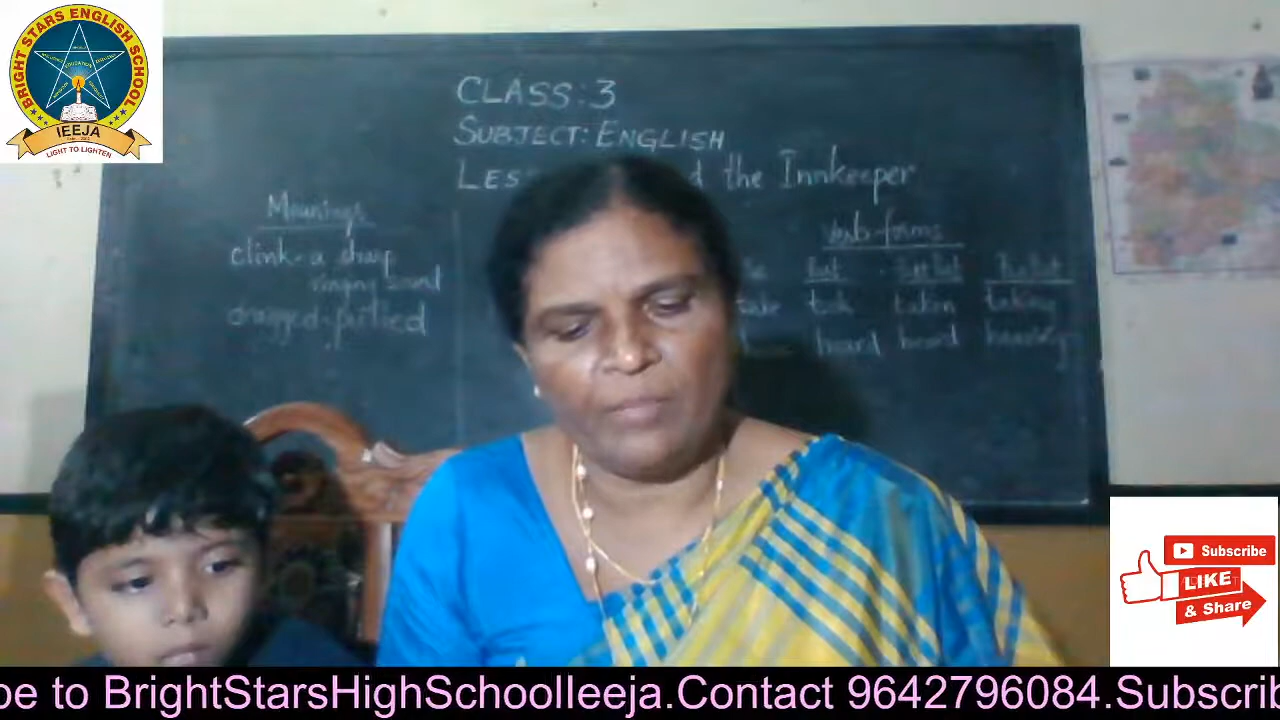 BRIGHT STARS ENGLISH SCHOOL
IEEJA
LIGHT TO LIGHTEN
CLASS: 3
SUBJECT: ENGLISH
LES d the Innkeeper
Meanings
clink - a sharp
ringing sound
dragged - pulled
Verb-forms
took taken taking
heard heard hearing
Subscribe
LIKE
& Share
be to BrightStarsHighSchoolIeeja.Contact 9642796084.Subscrib